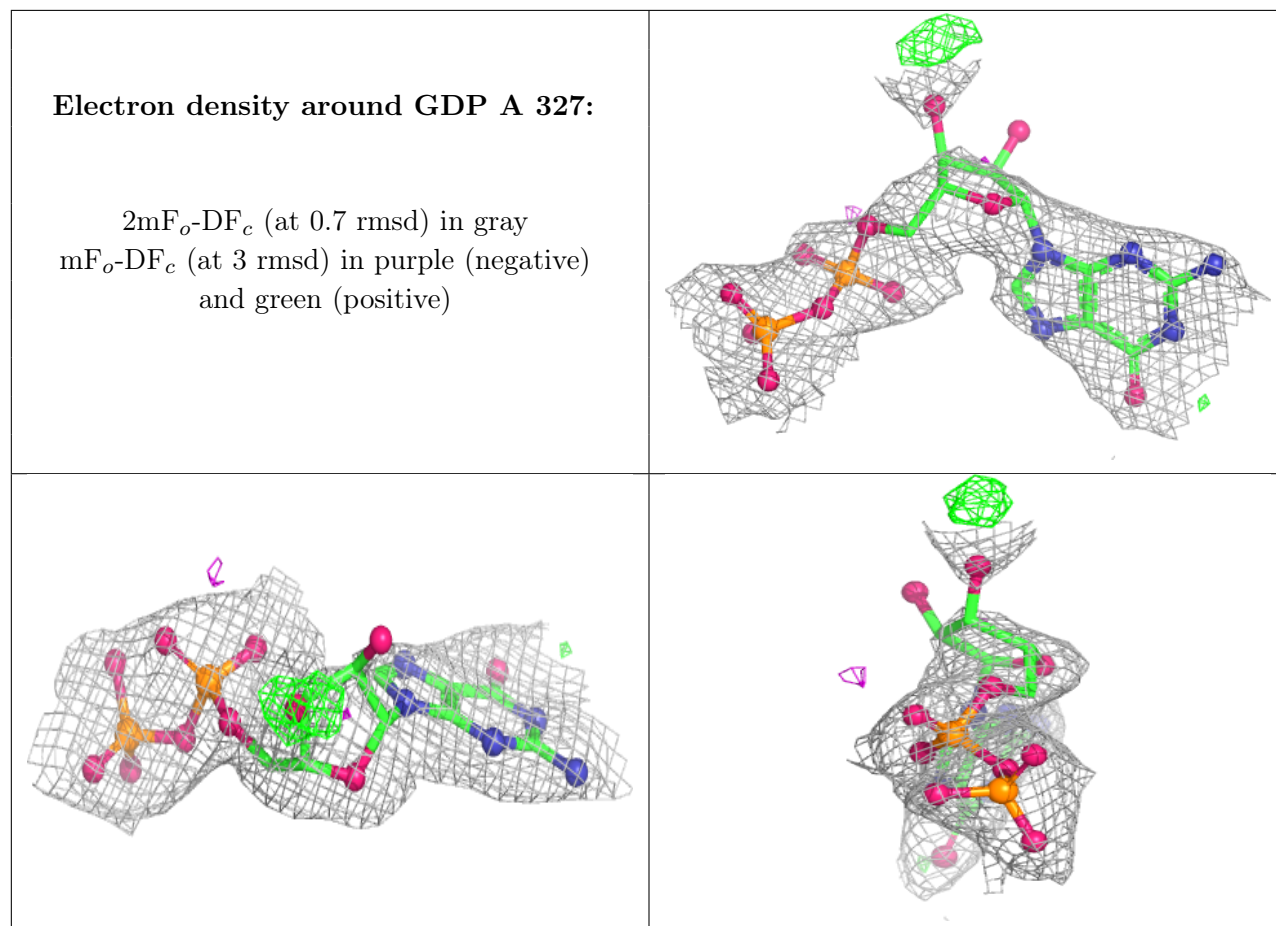 Electron density around GDP A 327:
2mFo-DFc (at 0.7 rmsd) in gray
mFo-DFc (at 3 rmsd) in purple (negative)
and green (positive)